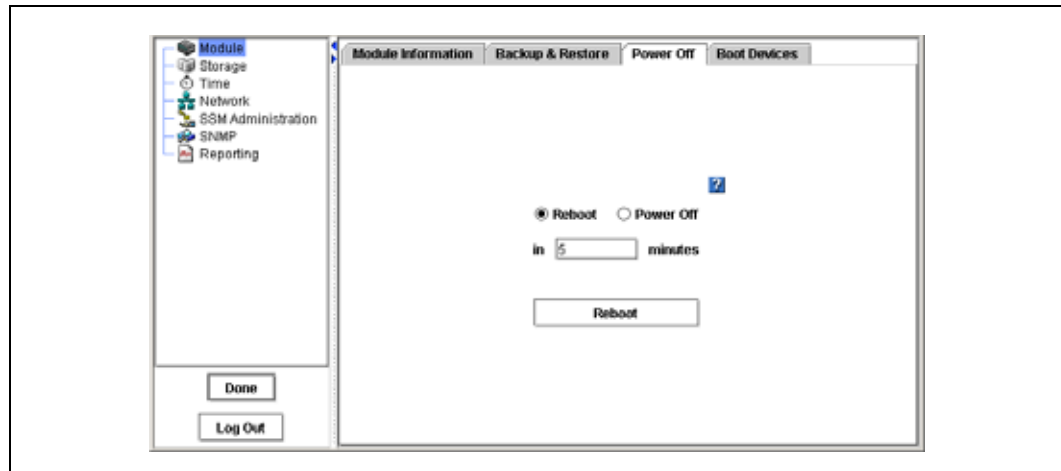 Module
Storage
Time
Network
SSM Administration
SNMP
Reporting
Done
Log Out
Module Information Backup & Restore Power Off Boot Devices
?
Reboot Power Off
in 5 minutes
Reboot